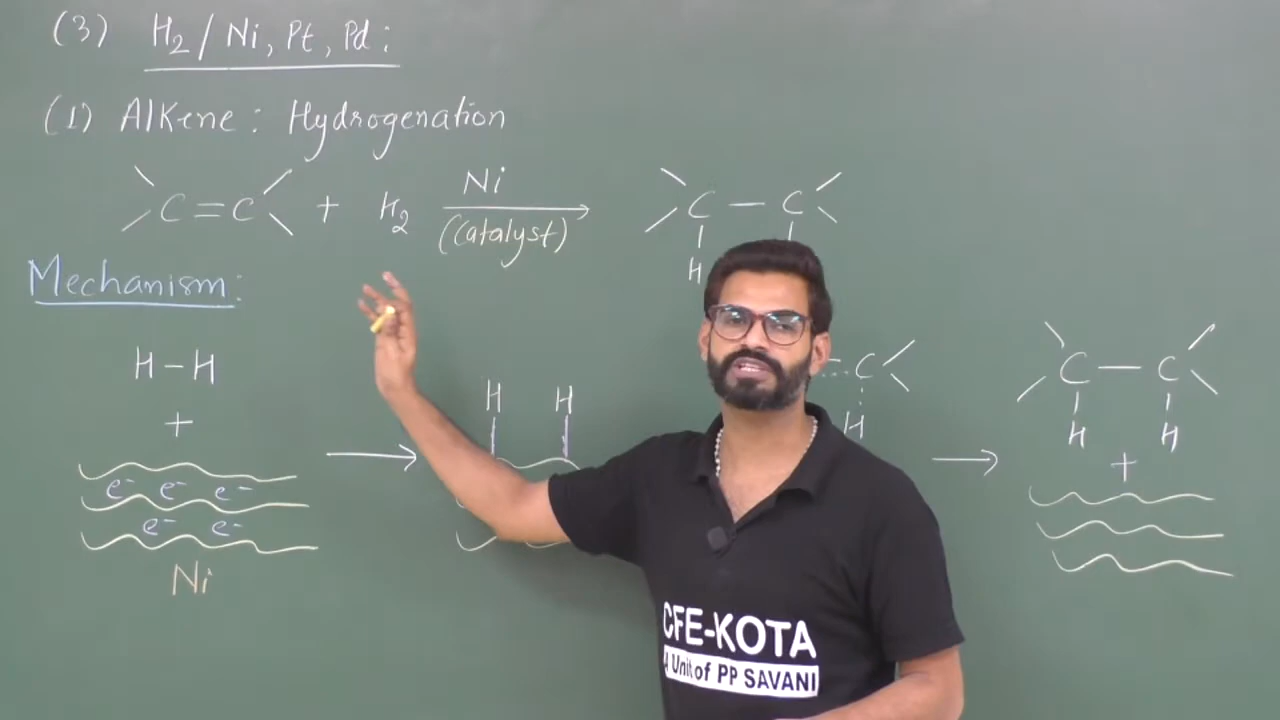 (3) H2/Ni, Pt, Pd:
(1) Alkene: Hydrogenation
C=C + H2 Ni (Catalyst) → C — C
H
Mechanism:
H–H
+
e- e- e-
e- e-
Ni
→
H H
C
H
→
C — C
H H
+
CFE-KOTA
A Unit of PP SAVANI